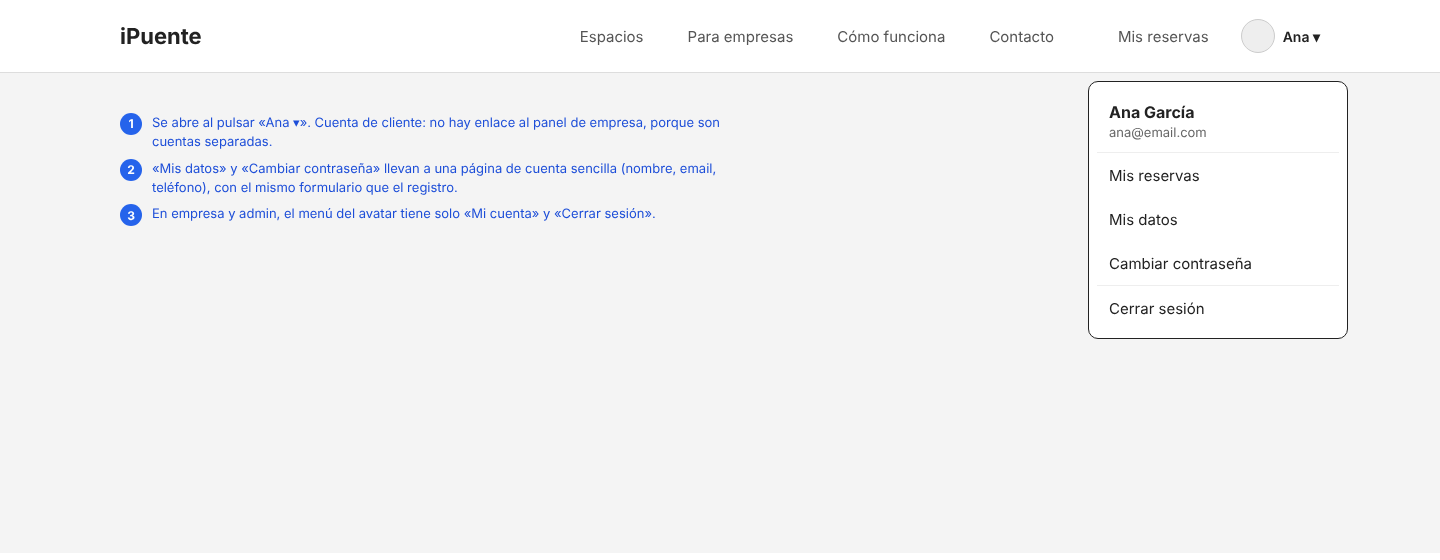 iPuente
Espacios
Para empresas
Cómo funciona
Contacto
Mis reservas
Ana ▾
1
Se abre al pulsar «Ana ▾». Cuenta de cliente: no hay enlace al panel de empresa, porque son
cuentas separadas.
2
«Mis datos» y «Cambiar contraseña» llevan a una página de cuenta sencilla (nombre, email,
teléfono), con el mismo formulario que el registro.
3
En empresa y admin, el menú del avatar tiene solo «Mi cuenta» y «Cerrar sesión».
Ana García
ana@email.com
Mis reservas
Mis datos
Cambiar contraseña
Cerrar sesión